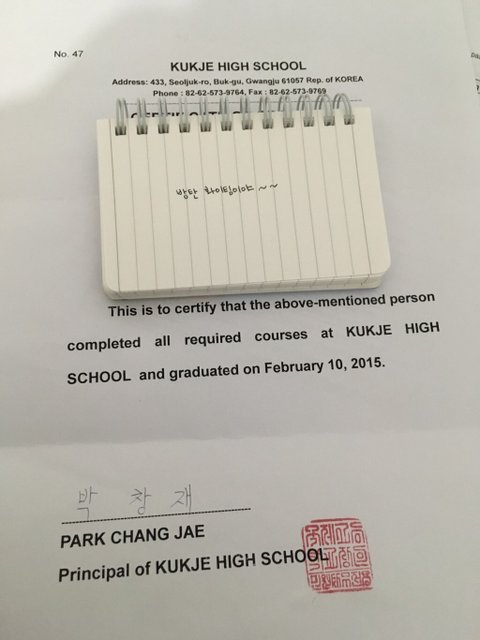 No. 47
KUKJE HIGH SCHOOL
Address: 433, Seoljuk-ro, Buk-gu, Gwangju 61057 Rep. of KOREA
Phone : 82-62-573-9764, Fax : 82-62-573-9769
방탄 화이팅이야~~
This is to certify that the above-mentioned person
completed all required courses at KUKJE HIGH
SCHOOL and graduated on February 10, 2015.
박 창 재
PARK CHANG JAE
Principal of KUKJE HIGH SCHOOL